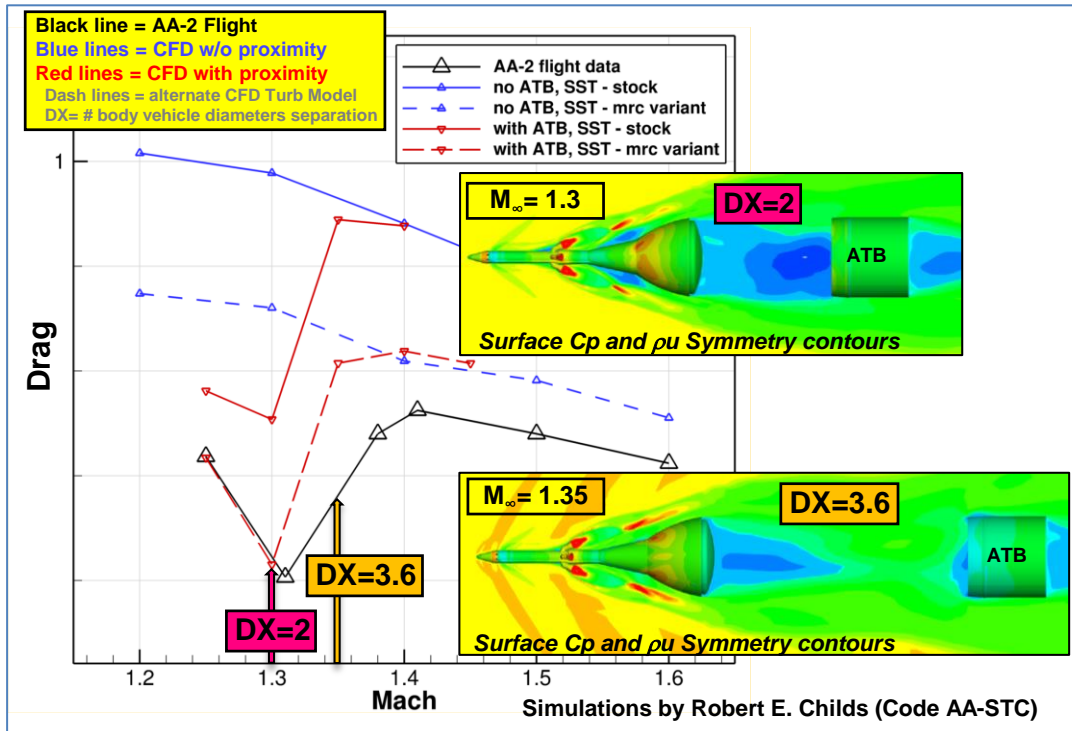 Black line = AA-2 Flight
Blue lines = CFD w/o proximity
Red lines = CFD with proximity
Dash lines = alternate CFD Turb Model
DX= # body vehicle diameters separation
AA-2 flight data
no ATB, SST - stock
no ATB, SST - mrc variant
with ATB, SST - stock
with ATB, SST - mrc variant
1
Drag
M∞= 1.3
DX=2
ATB
Surface Cp and ρu Symmetry contours
M∞= 1.35
DX=3.6
ATB
Surface Cp and ρu Symmetry contours
DX=3.6
DX=2
1.2
1.3
1.4
1.5
1.6
Mach
Simulations by Robert E. Childs (Code AA-STC)